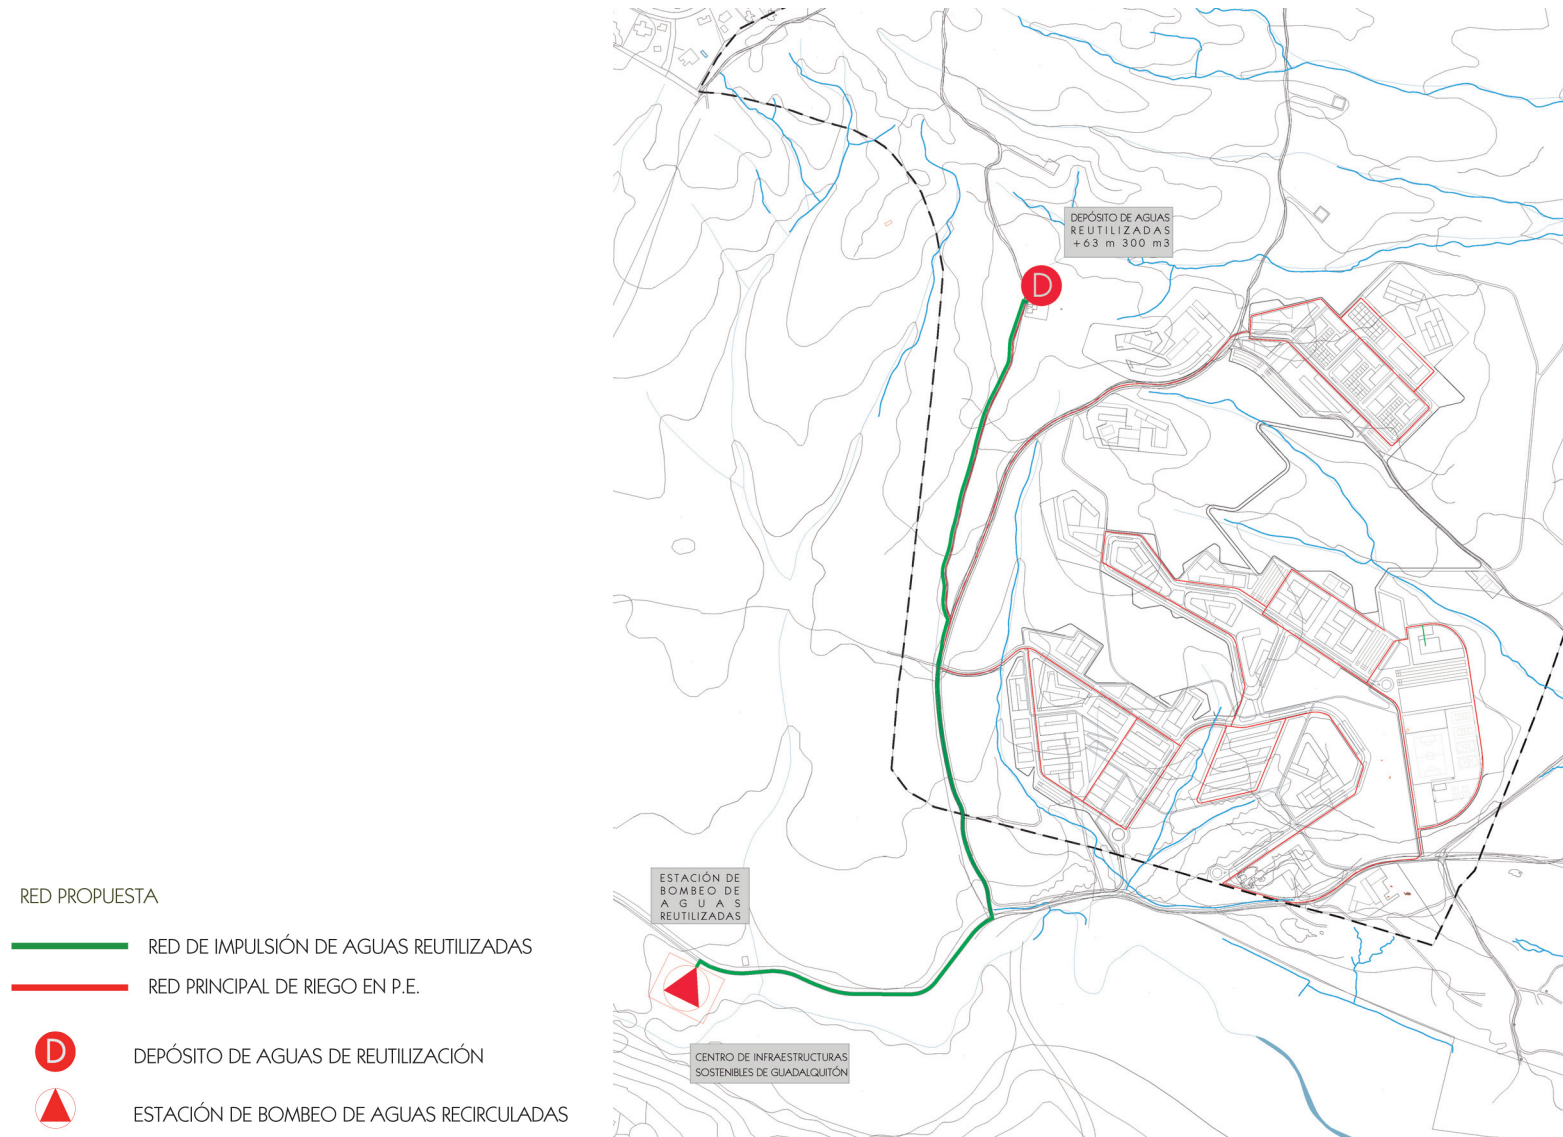 DEPÓSITO DE AGUAS
REUTILIZADAS
+63 m 300 m3
D
ESTACIÓN DE
BOMBEO DE
AGUAS
REUTILIZADAS
CENTRO DE INFRAESTRUCTURAS
SOSTENIBLES DE GUADALQUITÓN
RED PROPUESTA
RED DE IMPULSIÓN DE AGUAS REUTILIZADAS
RED PRINCIPAL DE RIEGO EN P.E.
D DEPÓSITO DE AGUAS DE REUTILIZACIÓN
ESTACIÓN DE BOMBEO DE AGUAS RECIRCULADAS